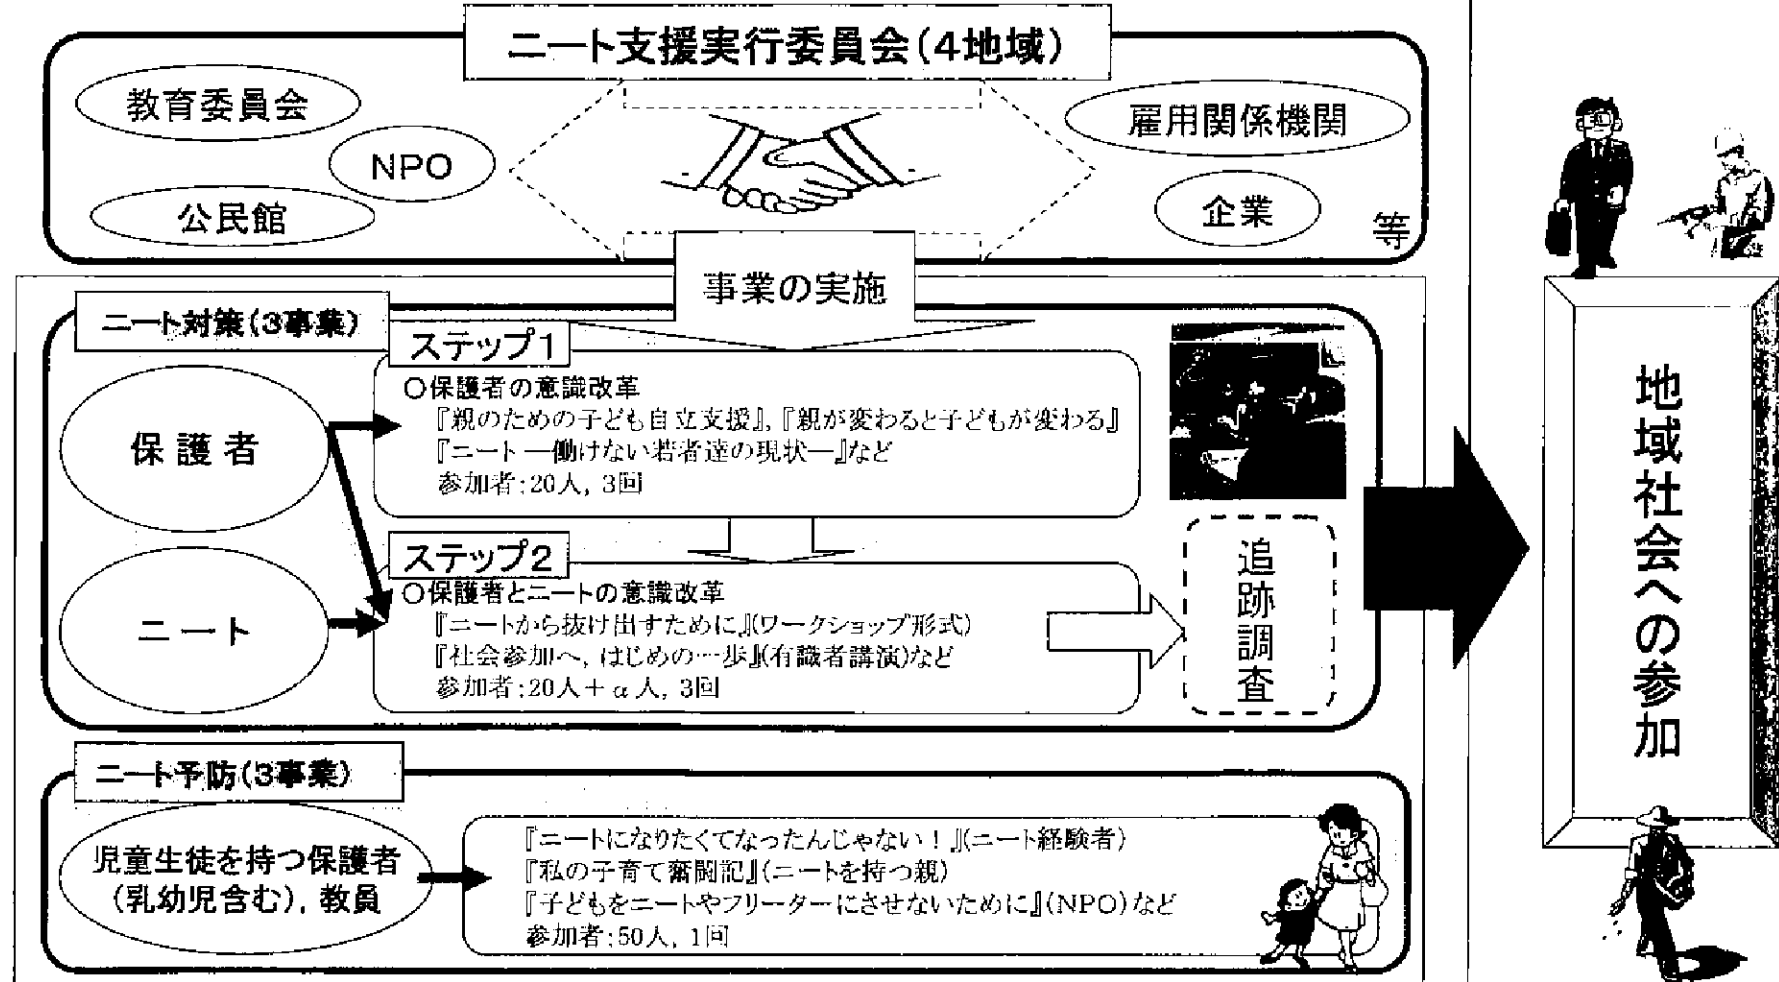 ニート支援実行委員会(4地域)
教育委員会
NPO
公民館
雇用関係機関
企業
等
事業の実施
ニート対策(3事業)
保護者
ニート
ステップ1
○保護者の意識改革
『親のための子ども自立支援』,『親が変わると子どもが変わる』
『ニート ―働けない若者達の現状―』など
参加者:20人, 3回
ステップ2
○保護者とニートの意識改革
『ニートから抜け出すために』(ワークショップ形式)
『社会参加へ, はじめの一歩』(有識者講演)など
参加者:20人+α人, 3回
追跡調査
ニート予防(3事業)
児童生徒を持つ保護者
(乳幼児含む), 教員
『ニートになりたくてなったんじゃない!』(ニート経験者)
『私の子育て奮闘記』(ニートを持つ親)
『子どもをニートやフリーターにさせないために』(NPO)など
参加者:50人, 1回
地域社会への参加